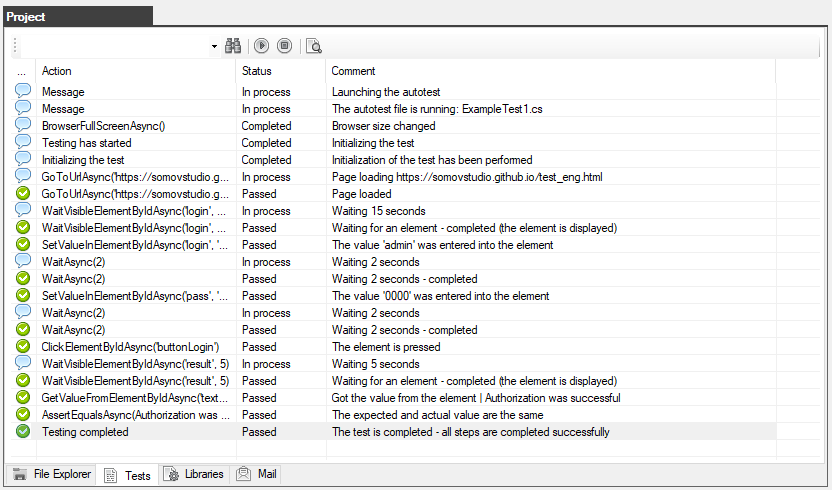 Project
... Action Status Comment
Message In process Launching the autotest
Message In process The autotest file is running: ExampleTest1.cs
BrowserFullScreenAsync() Completed Browser size changed
Testing has started Completed Initializing the test
Initializing the test Completed Initialization of the test has been performed
GoToUrlAsync('https://somovstudio.g... In process Page loading https://somovstudio.github.io/test_eng.html
GoToUrlAsync('https://somovstudio.g... Passed Page loaded
WaitVisibleElementByIdAsync('login', ... In process Waiting 15 seconds
WaitVisibleElementByIdAsync('login', ... Passed Waiting for an element - completed (the element is displayed)
SetValueInElementByIdAsync('login', '... Passed The value 'admin' was entered into the element
WaitAsync(2) In process Waiting 2 seconds
WaitAsync(2) Passed Waiting 2 seconds - completed
SetValueInElementByIdAsync('pass', '... Passed The value '0000' was entered into the element
WaitAsync(2) In process Waiting 2 seconds
WaitAsync(2) Passed Waiting 2 seconds - completed
ClickElementByIdAsync('buttonLogin') Passed The element is pressed
WaitVisibleElementByIdAsync('result', 5) In process Waiting 5 seconds
WaitVisibleElementByIdAsync('result', 5) Passed Waiting for an element - completed (the element is displayed)
GetValueFromElementByIdAsync('text... Passed Got the value from the element | Authorization was successful
AssertEqualsAsync(Authorization was ... Passed The expected and actual value are the same
Testing completed Passed The test is completed - all steps are completed successfully
File Explorer Tests Libraries Mail